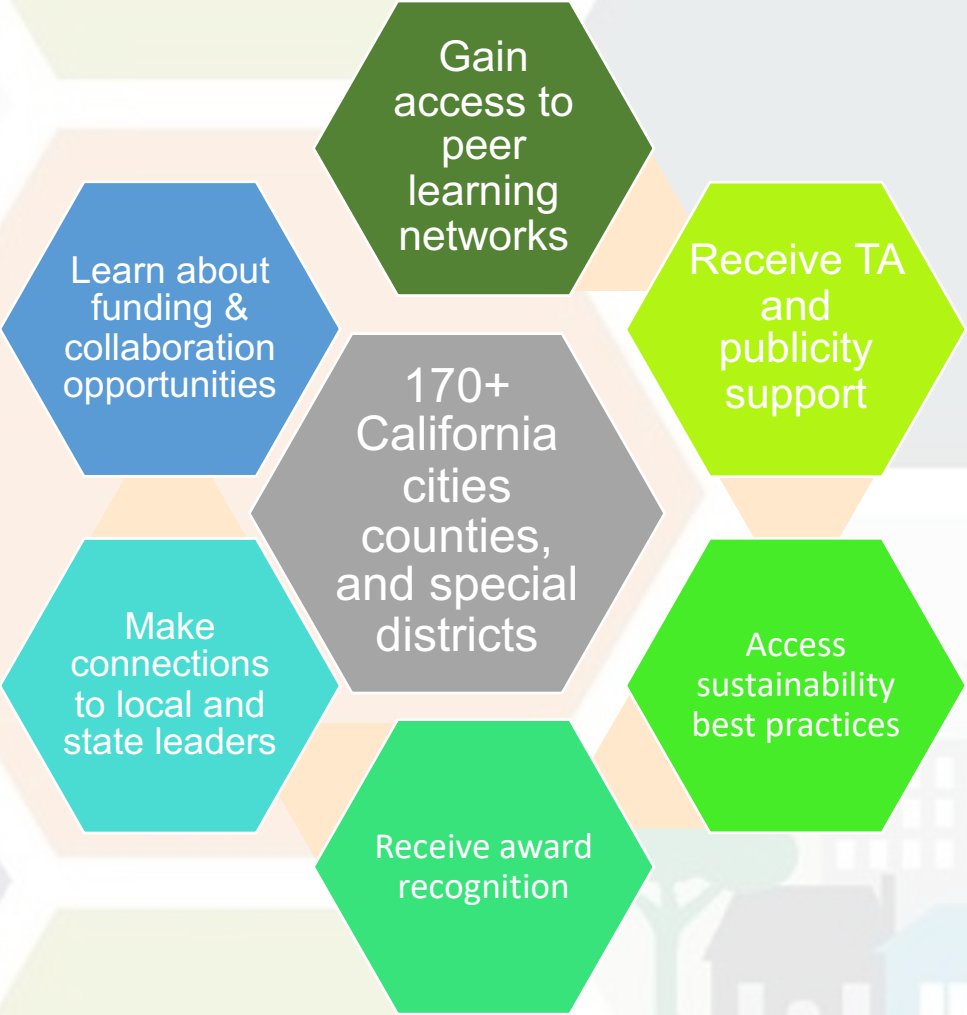 Gain
access to
peer
learning
networks
Receive TA
and
publicity
support
Access
sustainability
best practices
Receive award
recognition
Make
connections
to local and
state leaders
Learn about
funding &
collaboration
opportunities
170+
California
cities
counties,
and special
districts